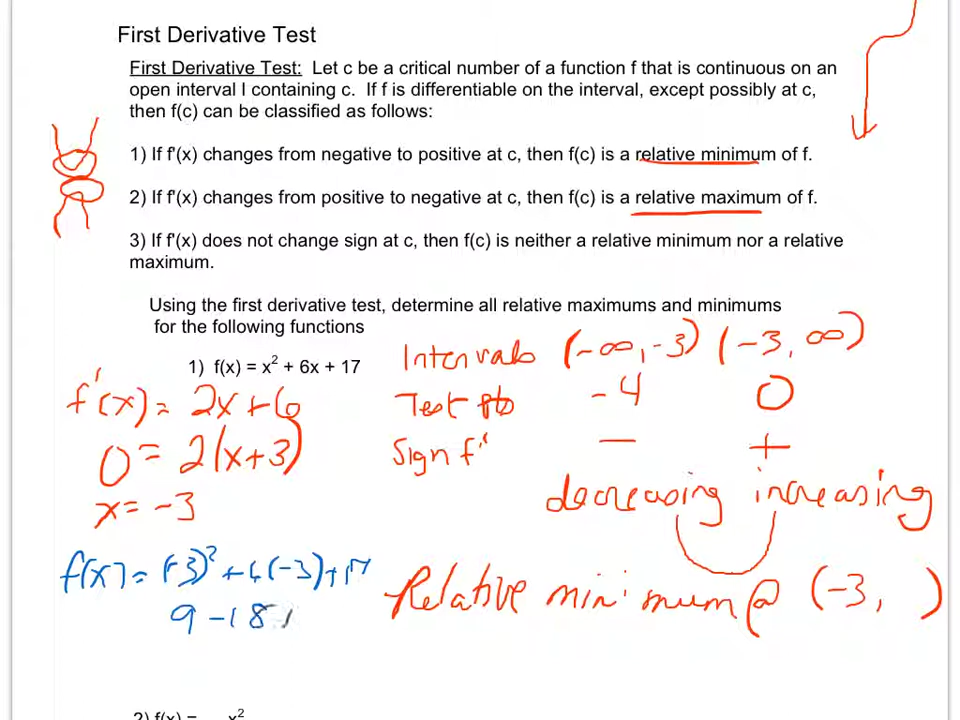 First Derivative Test
First Derivative Test: Let c be a critical number of a function f that is continuous on an
open interval I containing c. If f is differentiable on the interval, except possibly at c,
then f(c) can be classified as follows:
1) If f'(x) changes from negative to positive at c, then f(c) is a relative minimum of f.
2) If f'(x) changes from positive to negative at c, then f(c) is a relative maximum of f.
3) If f'(x) does not change sign at c, then f(c) is neither a relative minimum nor a relative
maximum.
Using the first derivative test, determine all relative maximums and minimums
for the following functions
1) f(x) = x² + 6x + 17
Intervals (-∞, -3) (-3, ∞)
f'(x) = 2x + 6
Test pts -4 0
0 = 2(x+3)
Sign f' - +
x = -3
decreasing increasing
f(x) = (-3)² + 6(-3) + 17
Relative minimum @ (-3, )
9 - 18
2) f(x) = x²